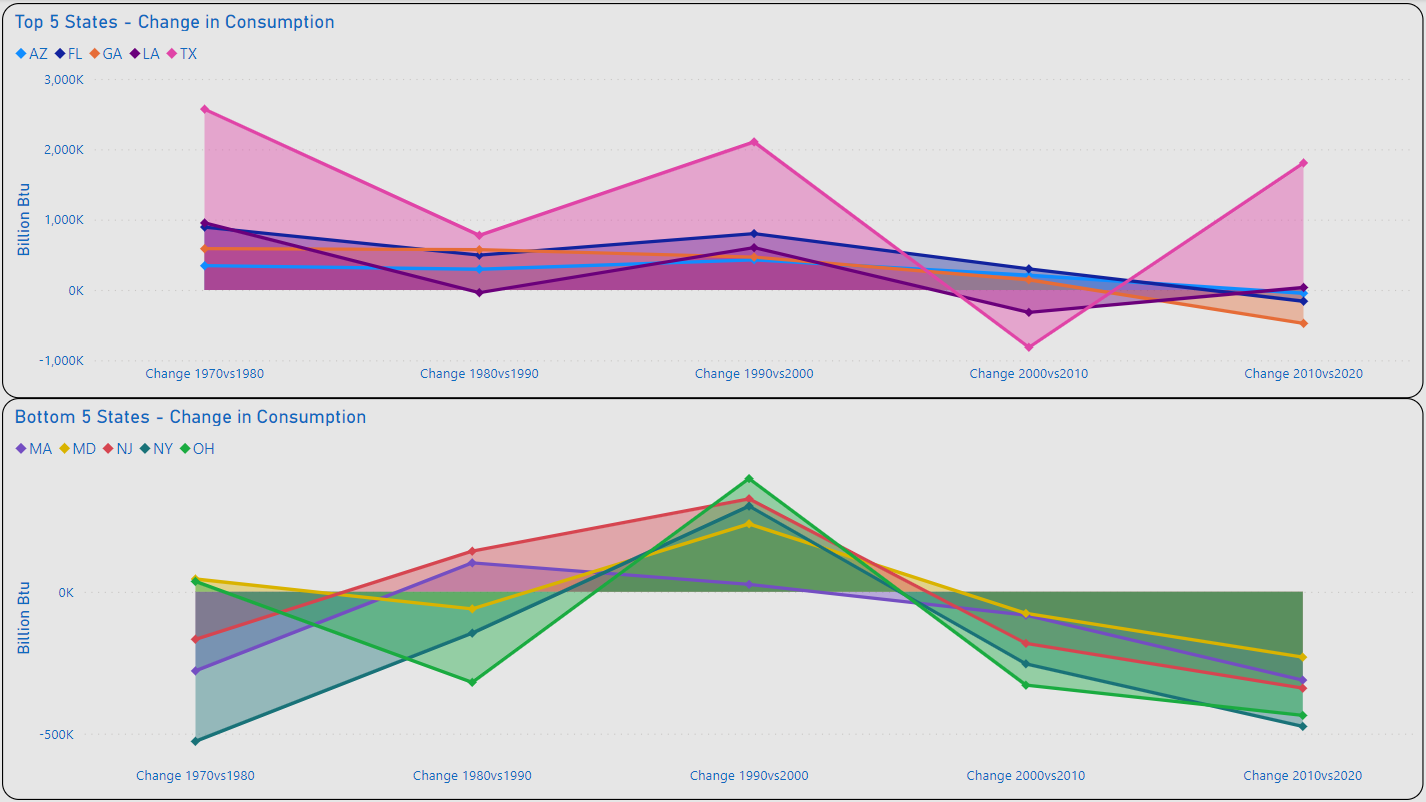 Top 5 States - Change in Consumption
AZ FL GA LA TX
3,000K
2,000K
1,000K
0K
-1,000K
Billion Btu
Change 1970vs1980 Change 1980vs1990 Change 1990vs2000 Change 2000vs2010 Change 2010vs2020
Bottom 5 States - Change in Consumption
MA MD NJ NY OH
0K
-500K
Billion Btu
Change 1970vs1980 Change 1980vs1990 Change 1990vs2000 Change 2000vs2010 Change 2010vs2020